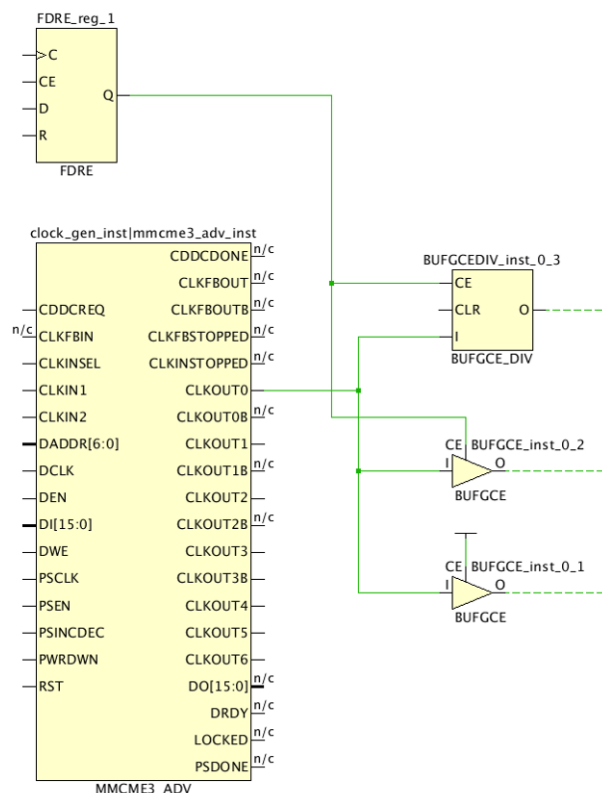 FDRE_reg_1
C
CE
D
R
Q
FDRE
clock_gen_inst|mmcme3_adv_inst
CDDCREQ
n/c CLKFBIN
CLKINSEL
CLKIN1
CLKIN2
DADDR[6:0]
DCLK
DEN
DI[15:0]
DWE
PSCLK
PSEN
PSINCDEC
PWRDWN
RST
CDDCDONE n/c
CLKFBOUT n/c
CLKFBOUTB n/c
CLKFBSTOPPED n/c
CLKINSTOPPED n/c
CLKOUT0
CLKOUT0B n/c
CLKOUT1
CLKOUT1B n/c
CLKOUT2
CLKOUT2B n/c
CLKOUT3
CLKOUT3B n/c
CLKOUT4
CLKOUT5
CLKOUT6
DO[15:0] n/c
DRDY n/c
LOCKED n/c
PSDONE n/c
MMCME3_ADV
BUFGCEDIV_inst_0_3
CE
CLR
I
O
BUFGCE_DIV
CE BUFGCE_inst_0_2
I O
BUFGCE
CE BUFGCE_inst_0_1
I O
BUFGCE